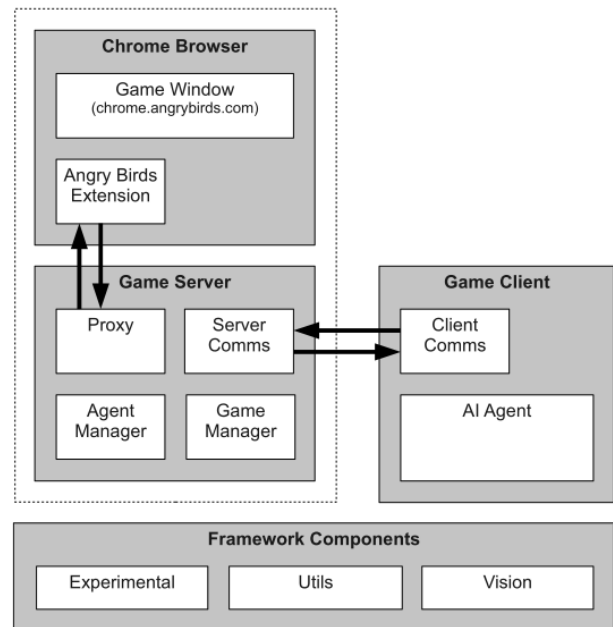 Chrome Browser
Game Window
(chrome.angrybirds.com)
Angry Birds
Extension
Game Server
Proxy
Server
Comms
Agent
Manager
Game
Manager
Game Client
Client
Comms
AI Agent
Framework Components
Experimental
Utils
Vision